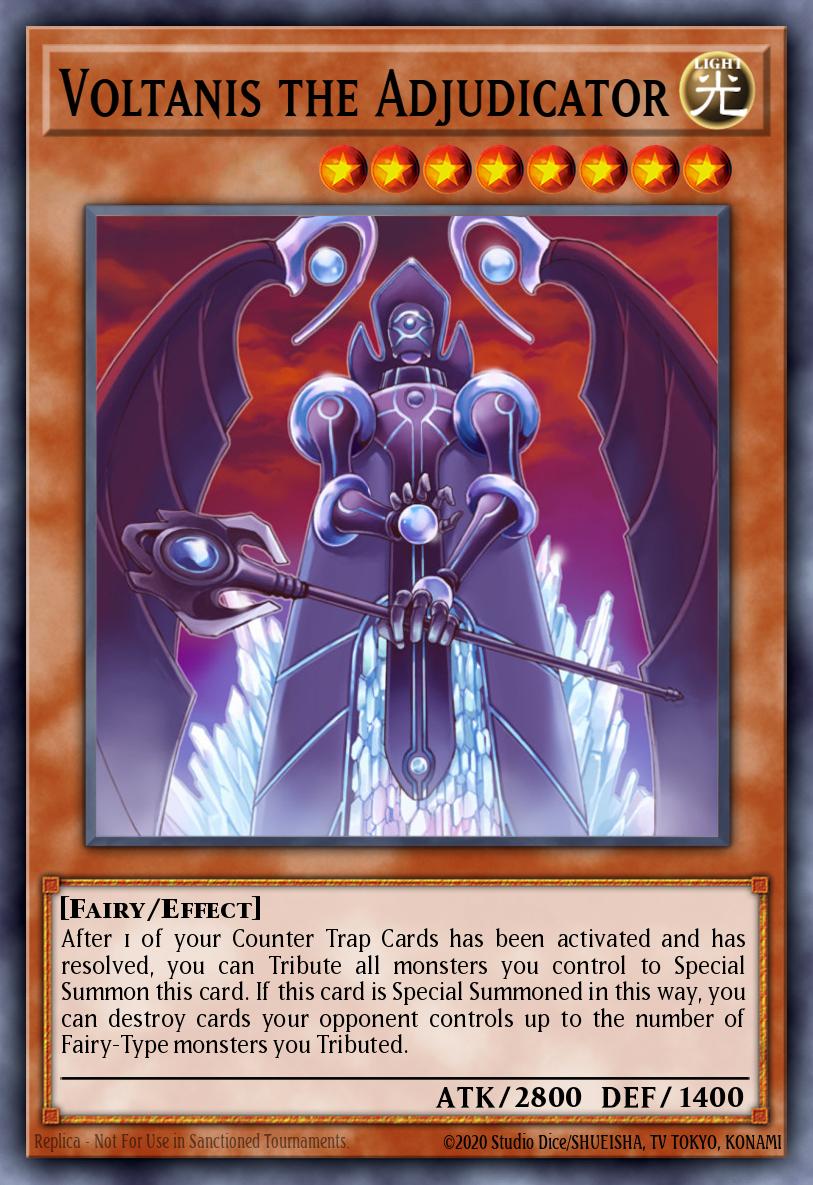 VOLTANIS THE ADJUDICATOR
LIGHT
光
[FAIRY/EFFECT]
After 1 of your Counter Trap Cards has been activated and has
resolved, you can Tribute all monsters you control to Special
Summon this card. If this card is Special Summoned in this way, you
can destroy cards your opponent controls up to the number of
Fairy-Type monsters you Tributed.
ATK/2800 DEF/1400
Replica - Not For Use in Sanctioned Tournaments.
©2020 Studio Dice/SHUEISHA, TV TOKYO, KONAMI